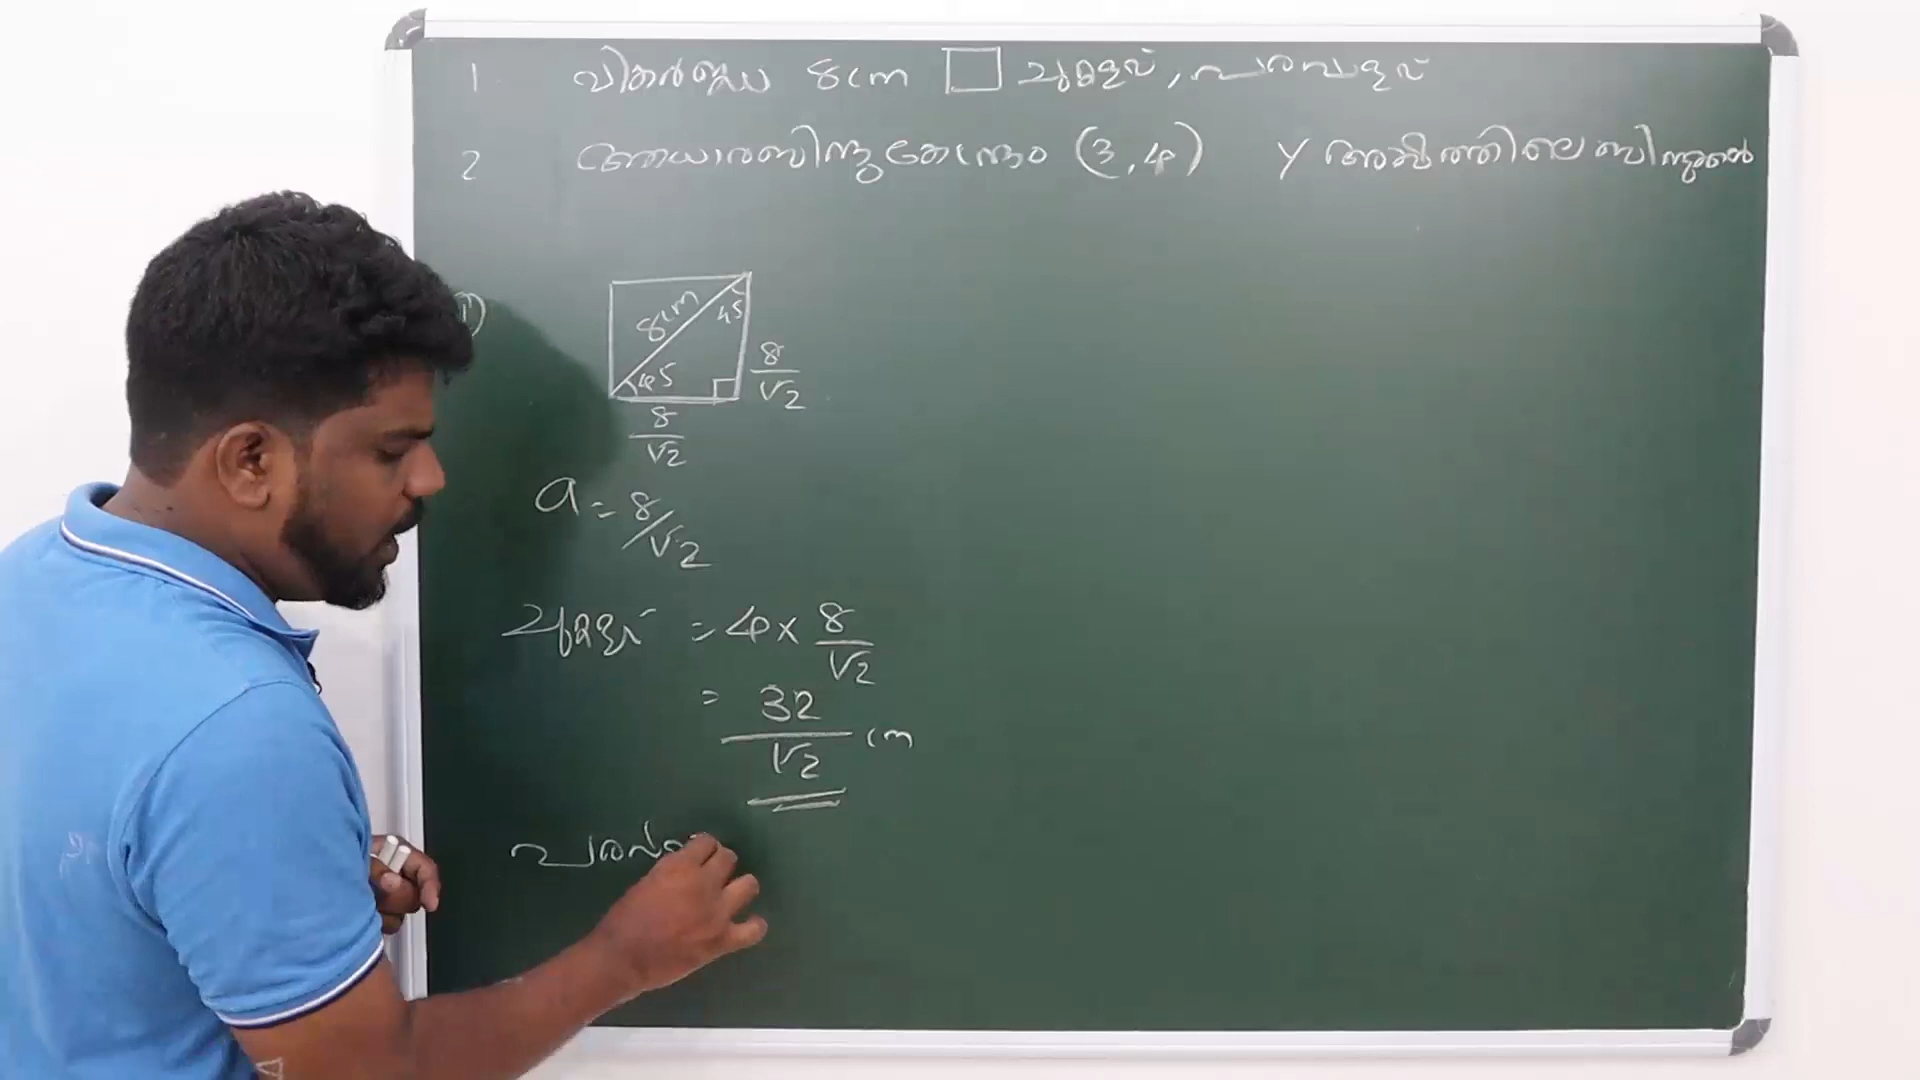 1 വികർണ്ണം 8cm □ ചുറ്റളവ്, പരപ്പളവ്
2 ആധാരബിന്ദു കേന്ദ്രം (3,4) Y അക്ഷത്തിലെ
1)
8cm
45
45
8/√2
8/√2
a = 8/√2
ചുറ്റളവ് = 4 x 8/√2
= 32/√2 cm